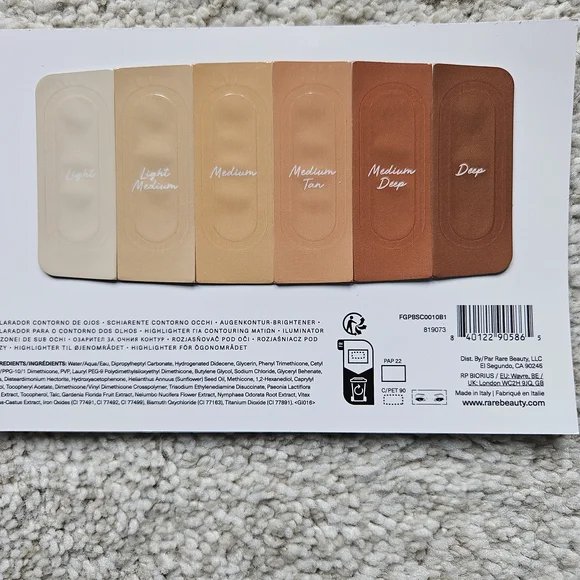 Light
Light
Medium
Medium
Medium
Tan
Medium
Deep
Deep
LARADOR CONTORNO DE OJOS • SCHIARENTE CONTORNO OCCHI • AUGENKONTUR-BRIGHTENER •
LARADOR PARA O CONTORNO DOS OLHOS • HIGHLIGHTER ΓΙΑ CONTOURING ΜΑΤΙΩΝ • ILUMINATOR
ZONEI DE SUB OCHI • ОЗАРИТЕЛ ЗА ОЧНИЯ КОНТУР • ROZJASŇOVAČ POD OČI • ROZJAŚNIACZ POD
ZY • HIGHLIGHTER TIL ØJENOMRÅDET • HIGHLIGHTER FÖR ÖGONOMRÅDET
REDIENTS/INGRÉDIENTS: Water/Aqua/Eau, Dipropylheptyl Carbonate, Hydrogenated Didecene, Glycerin, Phenyl Trimethicone, Cetyl
/PPG-10/1 Dimethicone, PVP, Lauryl PEG-9 Polydimethylsiloxyethyl Dimethicone, Butylene Glycol, Sodium Chloride, Glyceryl Behenate,
Disteardimonium Hectorite, Hydroxyacetophenone, Helianthus Annuus (Sunflower) Seed Oil, Methicone, 1,2-Hexanediol, Caprylyl
Tocopheryl Acetate, Dimethicone/Vinyl Dimethicone Crosspolymer, Trisodium Ethylenediamine Disuccinate, Paeonia Lactiflora
Extract, Tocopherol, Talc, Gardenia Florida Fruit Extract, Nelumbo Nucifera Flower Extract, Nymphaea Odorata Root Extract, Vitex
-Castus Extract, Iron Oxides (CI 77491, CI 77492, CI 77499), Bismuth Oxychloride (CI 77163), Titanium Dioxide (CI 77891). <GI016>
FR
PAP 22
C/PET 90
FGPBSC0010B1
819073
8 40122 90586 5
Dist. By/Par Rare Beauty, LLC
El Segundo, CA 90245
RP BIORIUS / EU: Wavre, BE /
UK: London WC2H 9JQ, GB
Made in Italy | Fabriqué en Italie
www.rarebeauty.com